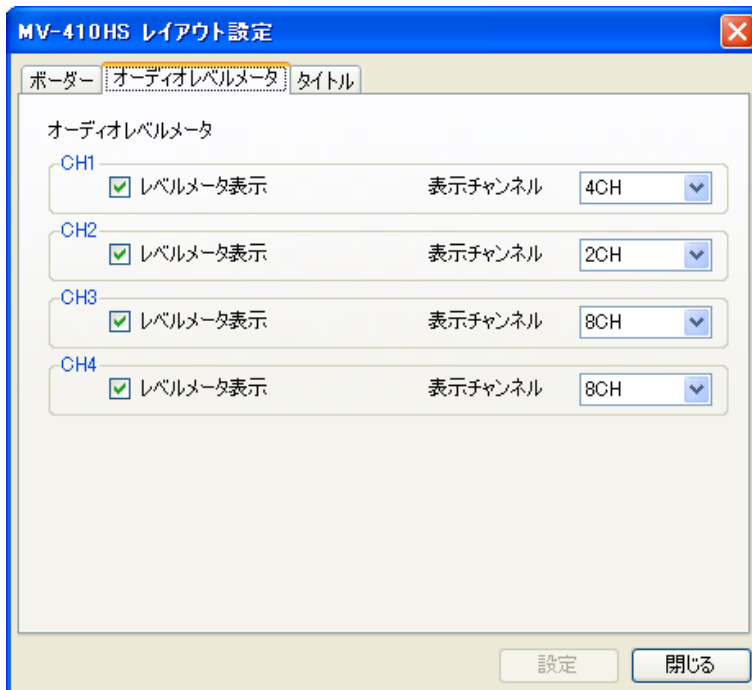 MV-410HS レイアウト設定
ボーダー オーディオレベルメータ タイトル
オーディオレベルメータ
CH1
レベルメータ表示 表示チャンネル 4CH
CH2
レベルメータ表示 表示チャンネル 2CH
CH3
レベルメータ表示 表示チャンネル 8CH
CH4
レベルメータ表示 表示チャンネル 8CH
設定 閉じる